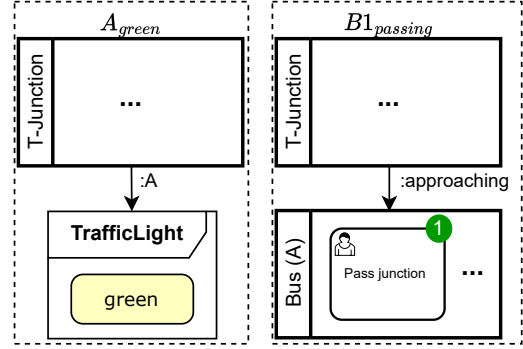 A_green
T-Junction
...
:A
TrafficLight
green
B1_passing
T-Junction
...
:approaching
Bus (A)
1
Pass junction
...